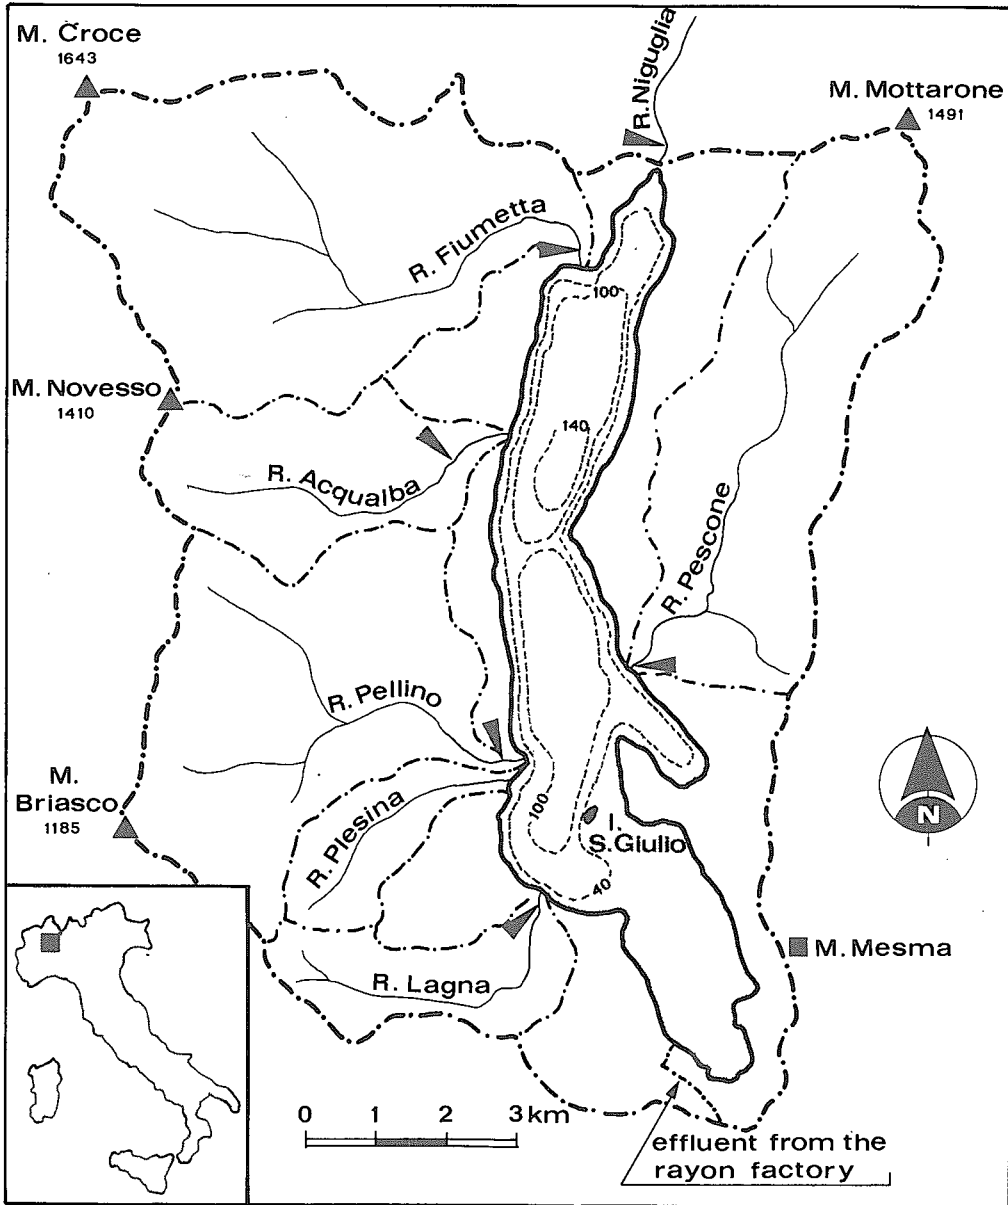 M. Croce
1643
R. Niguglia
M. Mottarone
1491
R. Fiumetta
100
M. Novesso
1410
140
R. Acqualba
R. Pescone
R. Pellino
M.
Briasco
1185
R. Plesina
100
I.
S. Giulio
40
N
M. Mesma
R. Lagna
0 1 2 3 km
effluent from the
rayon factory